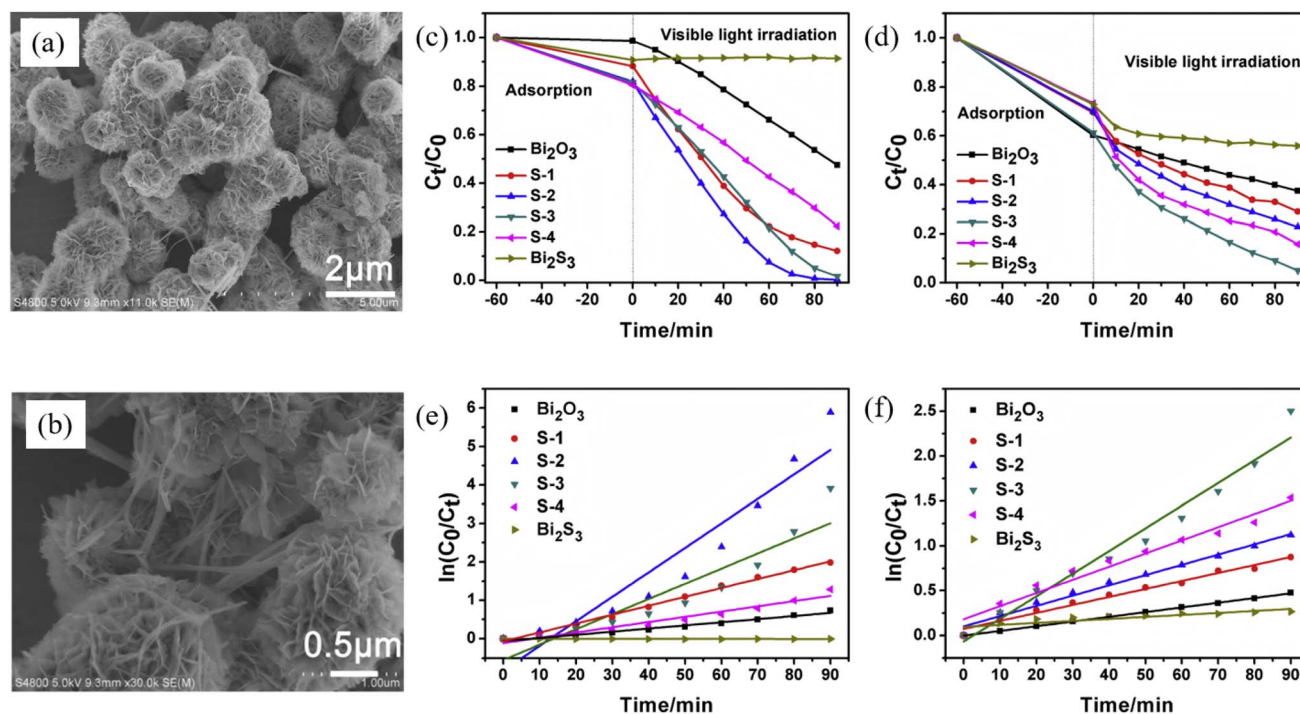 (a)
2μm
S4800 5.0kV 9.3mm x11.0k SE(M)
5.00um
(b)
0.5μm
S4800 5.0kV 9.3mm x30.0k SE(M)
1.00um
(c)
Visible light irradiation
Adsorption
Bi₂O₃
S-1
S-2
S-3
S-4
Bi₂S₃
Cₜ/C₀
1.0
0.8
0.6
0.4
0.2
0.0
-60 -40 -20 0 20 40 60 80
Time/min
(d)
Visible light irradiation
Adsorption
Bi₂O₃
S-1
S-2
S-3
S-4
Bi₂S₃
Cₜ/C₀
1.0
0.8
0.6
0.4
0.2
0.0
-60 -40 -20 0 20 40 60 80
Time/min
(e)
Bi₂O₃
S-1
S-2
S-3
S-4
Bi₂S₃
ln(C₀/Cₜ)
6
5
4
3
2
1
0
0 10 20 30 40 50 60 70 80 90
Time/min
(f)
Bi₂O₃
S-1
S-2
S-3
S-4
Bi₂S₃
ln(C₀/Cₜ)
2.5
2.0
1.5
1.0
0.5
0.0
0 10 20 30 40 50 60 70 80 90
Time/min